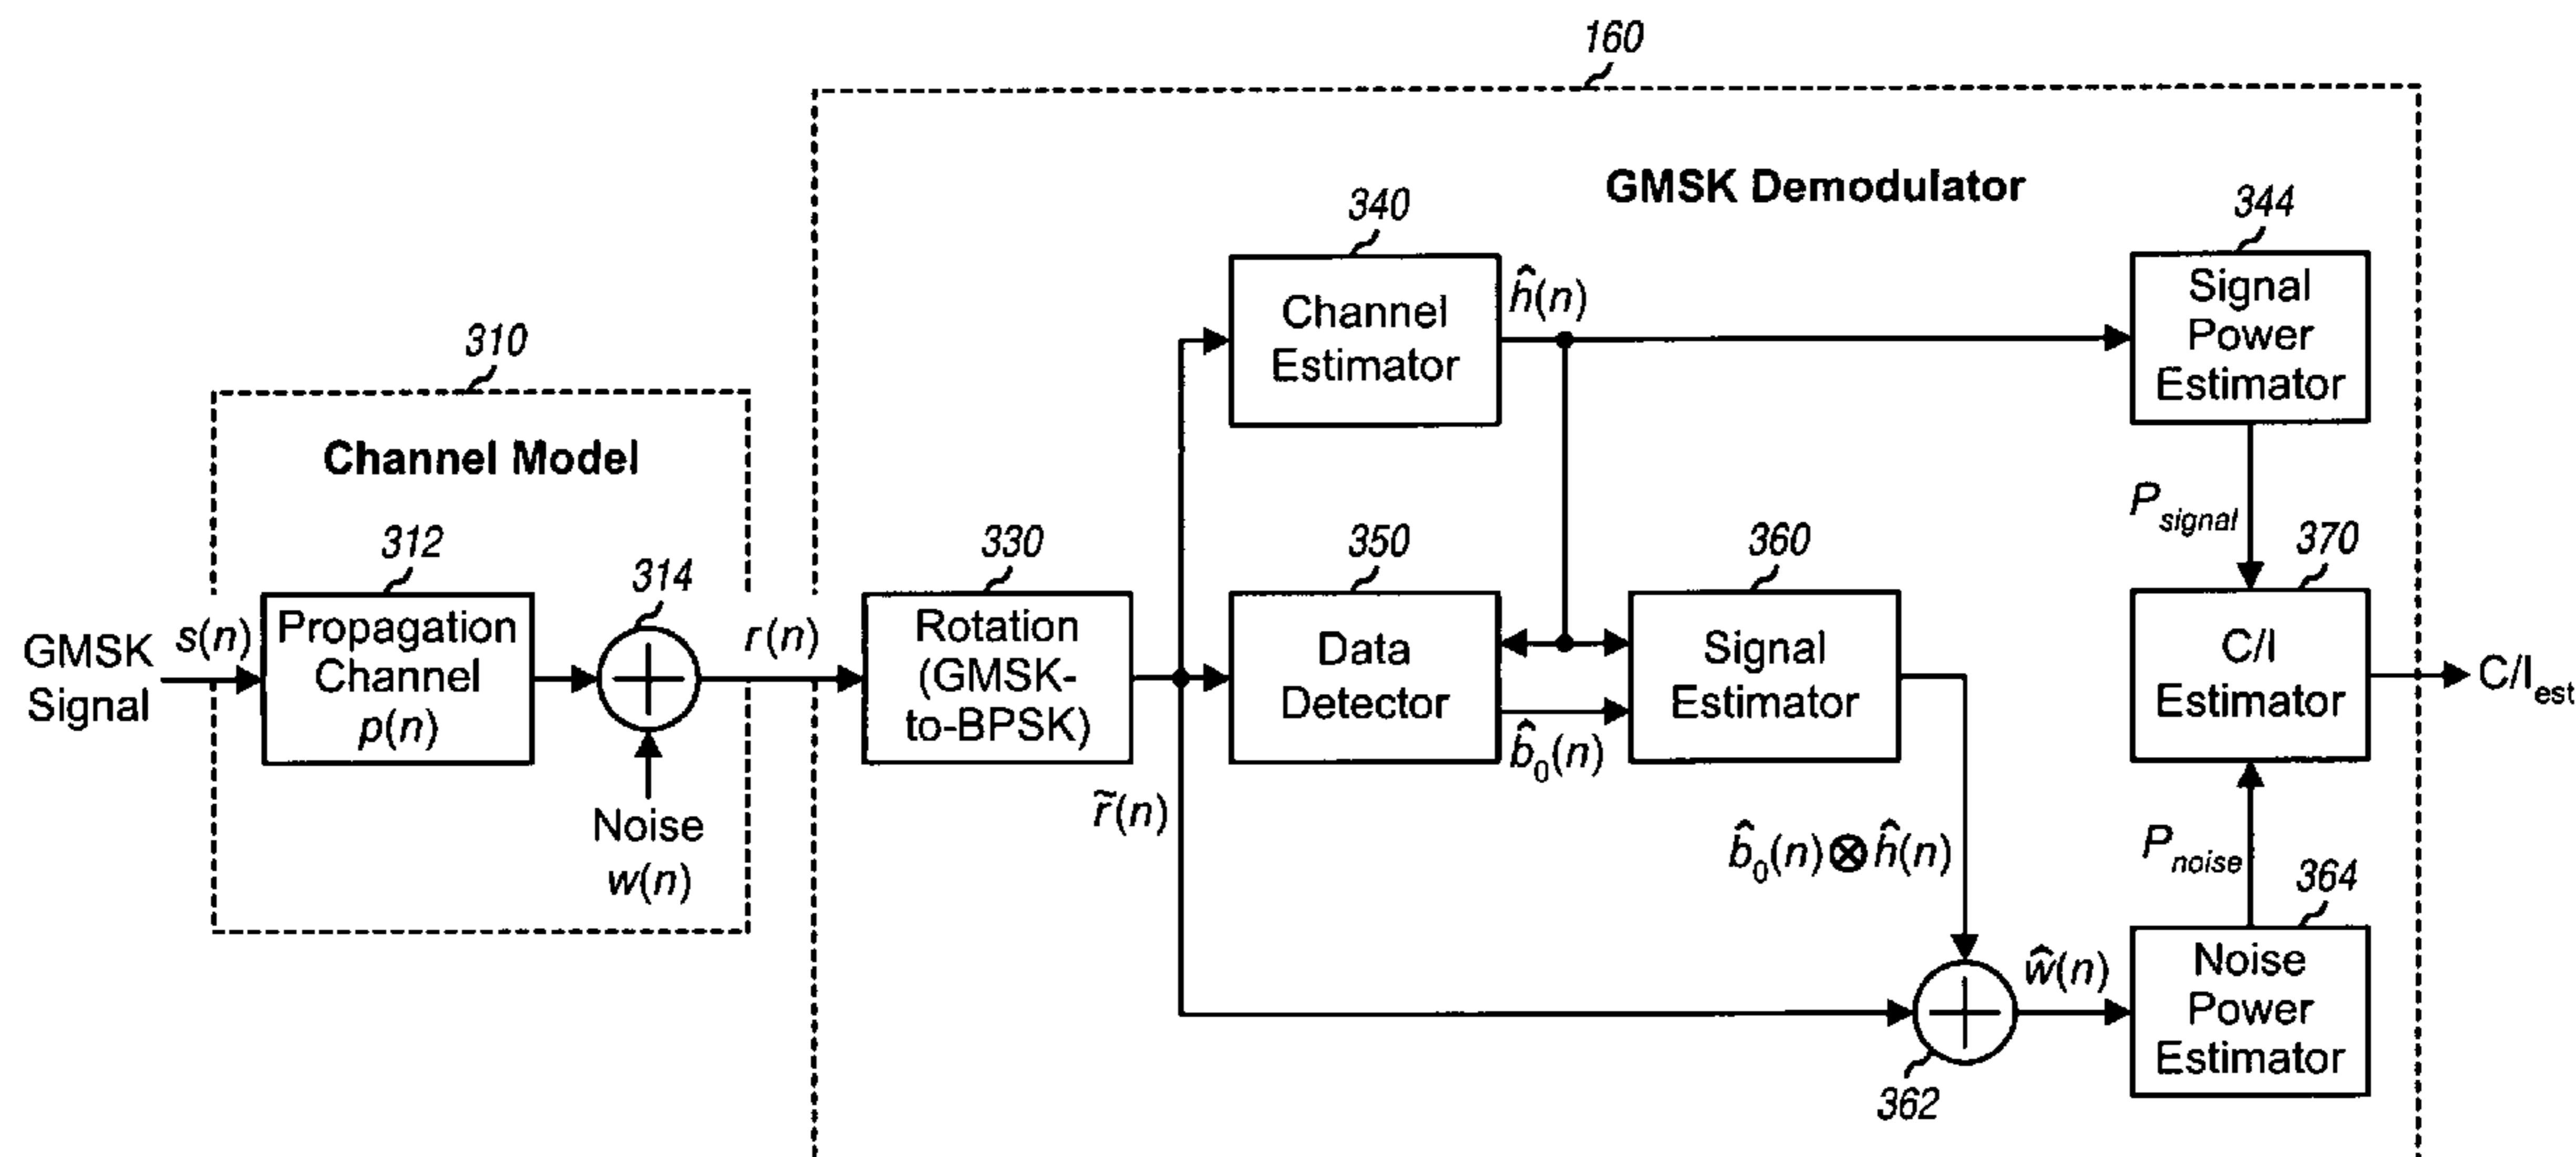 160
GMSK Demodulator
340
344
Channel
Estimator
ĥ(n)
Signal
Power
Estimator
310
Channel Model
P_signal
312
314
330
350
360
370
GMSK
Signal
s(n)
Propagation
Channel
p(n)
r(n)
Rotation
(GMSK-
to-BPSK)
Data
Detector
b̂₀(n)
Signal
Estimator
C/I
Estimator
C/I_est
Noise
w(n)
r̃(n)
b̂₀(n)⊗ĥ(n)
P_noise
364
ŵ(n)
Noise
Power
Estimator
362